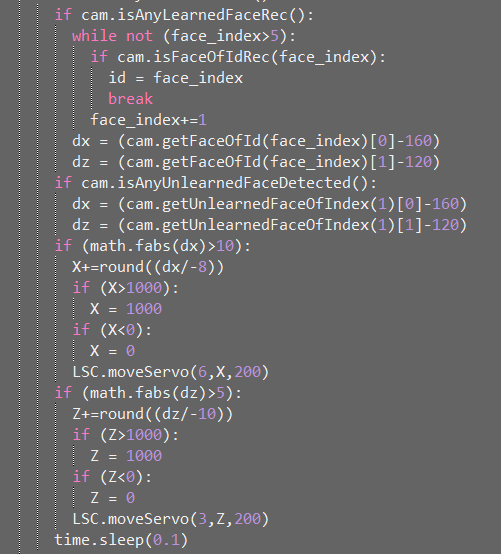 if cam.isAnyLearnedFaceRec():
while not (face_index>5):
if cam.isFaceOfIdRec(face_index):
id = face_index
break
face_index+=1
dx = (cam.getFaceOfId(face_index)[0]-160)
dz = (cam.getFaceOfId(face_index)[1]-120)
if cam.isAnyUnlearnedFaceDetected():
dx = (cam.getUnlearnedFaceOfIndex(1)[0]-160)
dz = (cam.getUnlearnedFaceOfIndex(1)[1]-120)
if (math.fabs(dx)>10):
X+=round((dx/-8))
if (X>1000):
X = 1000
if (X<0):
X = 0
LSC.moveServo(6,X,200)
if (math.fabs(dz)>5):
Z+=round((dz/-10))
if (Z>1000):
Z = 1000
if (Z<0):
Z = 0
LSC.moveServo(3,Z,200)
time.sleep(0.1)